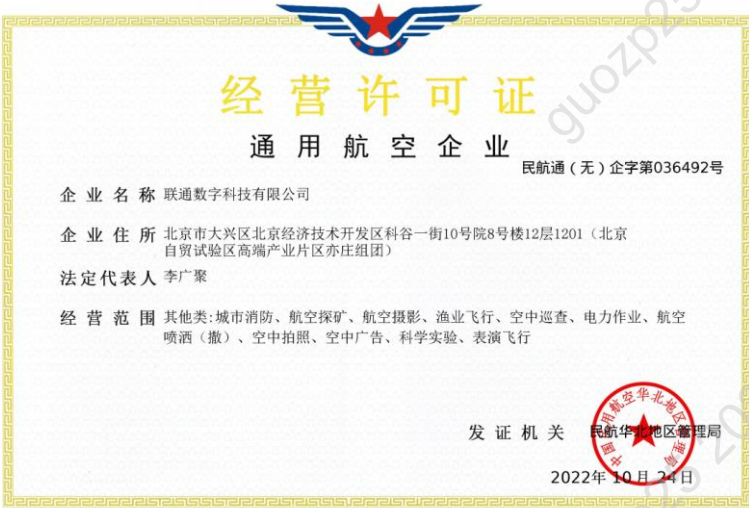 经营许可证
通用航空企业
民航通（无）企字第036492号
企业名称 联通数字科技有限公司
企业住所 北京市大兴区北京经济技术开发区科谷一街10号院8号楼12层1201（北京
自贸试验区高端产业片区亦庄组团）
法定代表人 李广聚
经营范围 其他类:城市消防、航空探矿、航空摄影、渔业飞行、空中巡查、电力作业、航空
喷洒（撒）、空中拍照、空中广告、科学实验、表演飞行
发证机关 民航华北地区管理局
2022年 10月 24日
guozp23